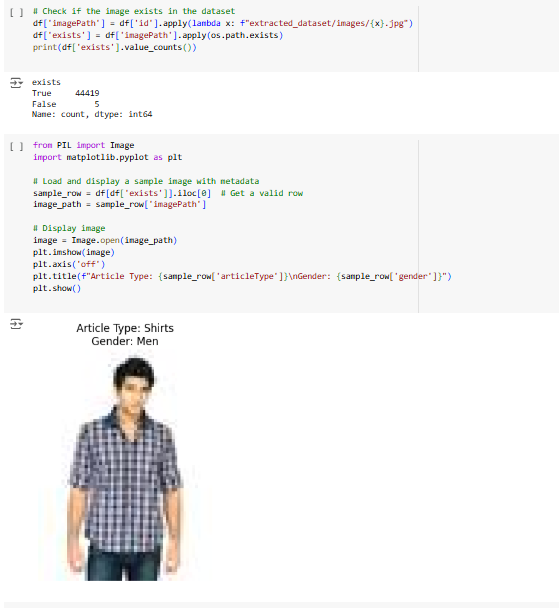 [ ] # Check if the image exists in the dataset
df['imagePath'] = df['id'].apply(lambda x: f"extracted_dataset/images/{x}.jpg")
df['exists'] = df['imagePath'].apply(os.path.exists)
print(df['exists'].value_counts())
exists
True 44419
False 5
Name: count, dtype: int64
[ ] from PIL import Image
import matplotlib.pyplot as plt
# Load and display a sample image with metadata
sample_row = df[df['exists']].iloc[0] # Get a valid row
image_path = sample_row['imagePath']
# Display image
image = Image.open(image_path)
plt.imshow(image)
plt.axis('off')
plt.title(f"Article Type: {sample_row['articleType']}\nGender: {sample_row['gender']}")
plt.show()
Article Type: Shirts
Gender: Men